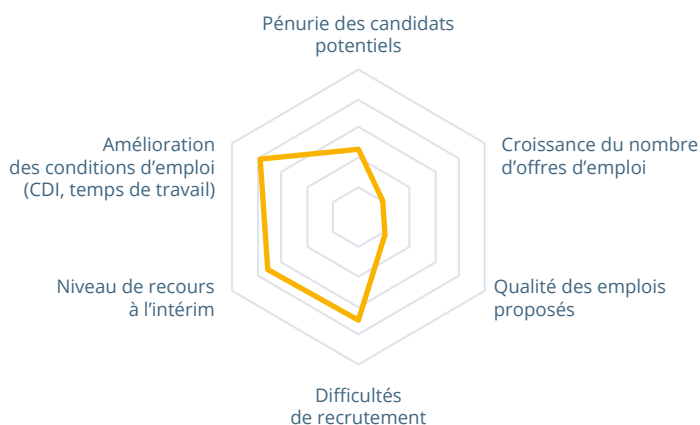 Pénurie des candidats
potentiels
Amélioration
des conditions d’emploi
(CDI, temps de travail)
Croissance du nombre
d’offres d’emploi
Niveau de recours
à l’intérim
Qualité des emplois
proposés
Difficultés
de recrutement